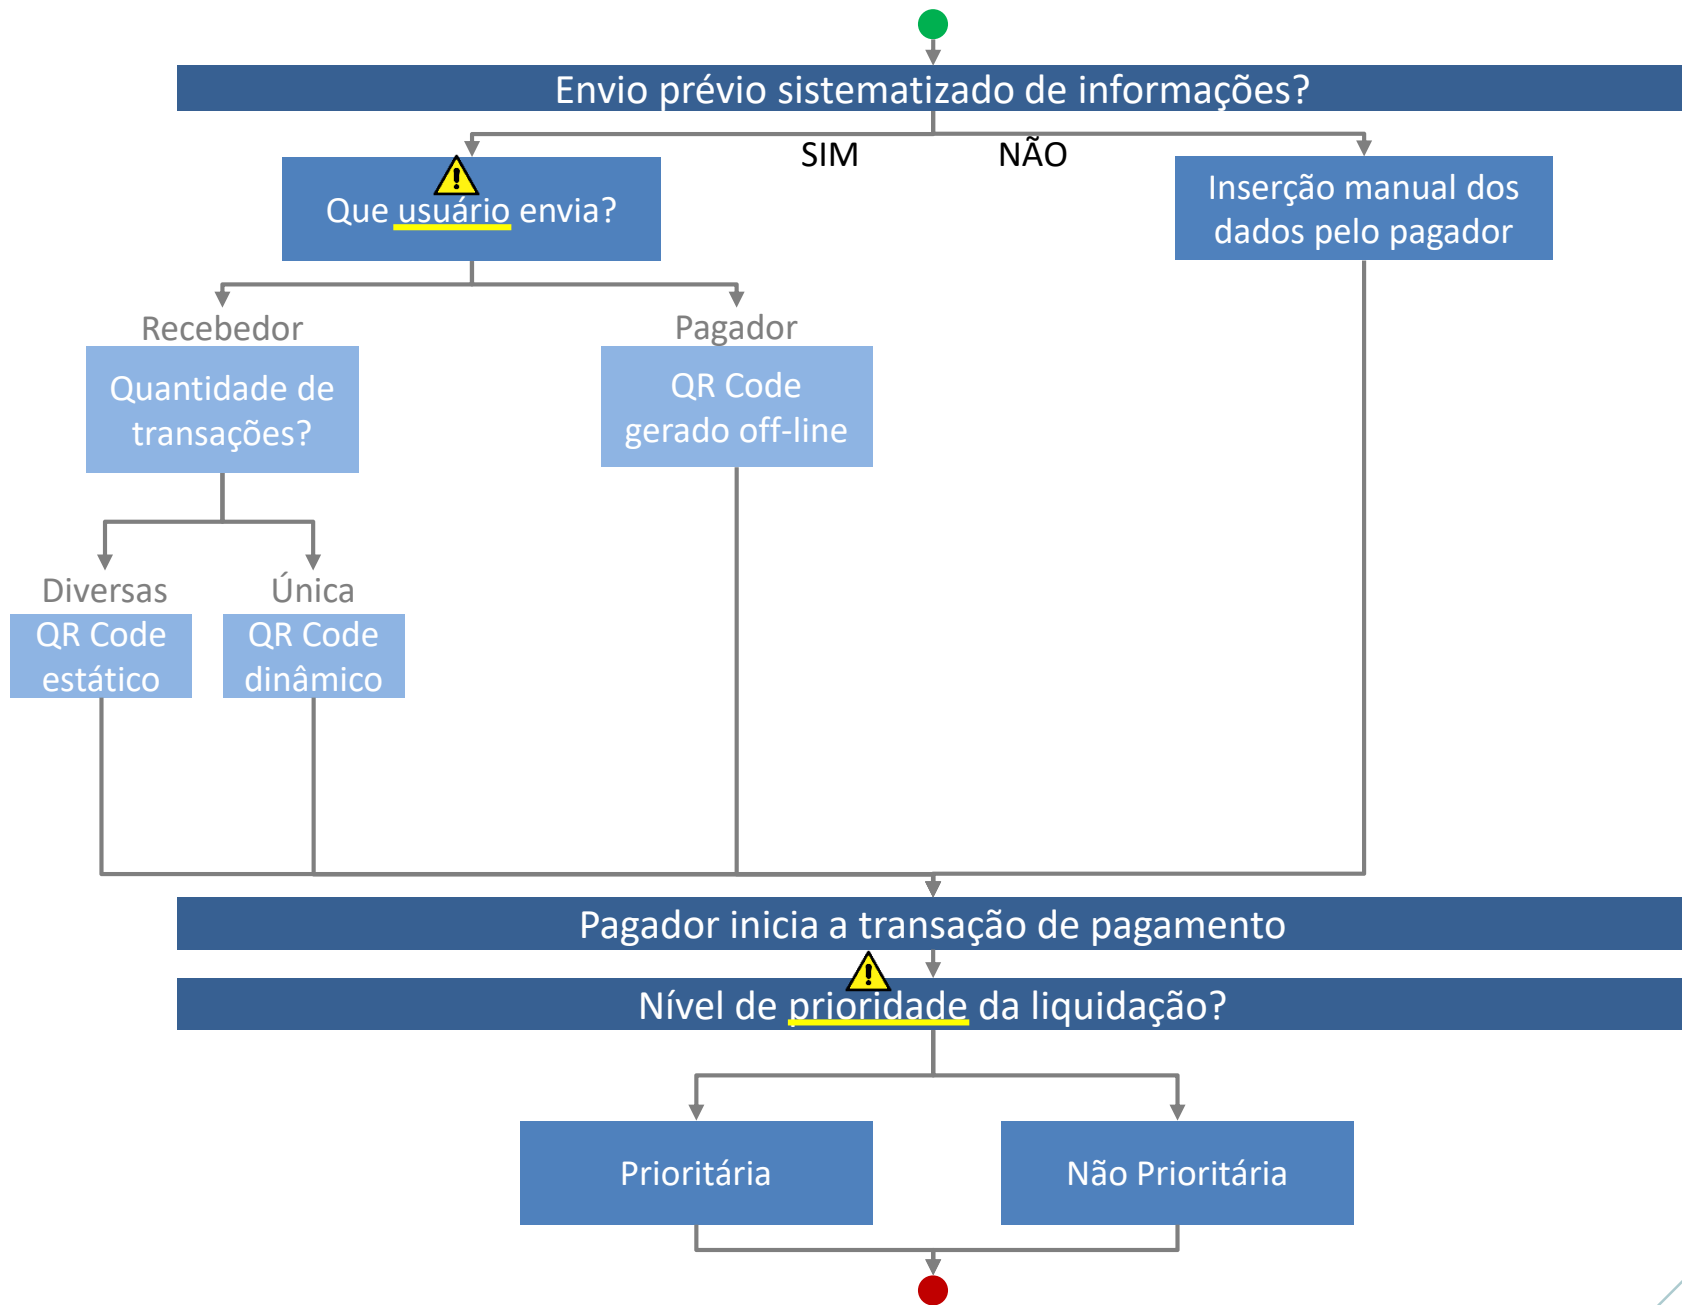 Envio prévio sistematizado de informações?
SIM
NÃO
Que usuário envia?
Inserção manual dos
dados pelo pagador
Recebedor
Pagador
Quantidade de
transações?
QR Code
gerado off-line
Diversas
Única
QR Code
estático
QR Code
dinâmico
Pagador inicia a transação de pagamento
Nível de prioridade da liquidação?
Prioritária
Não Prioritária